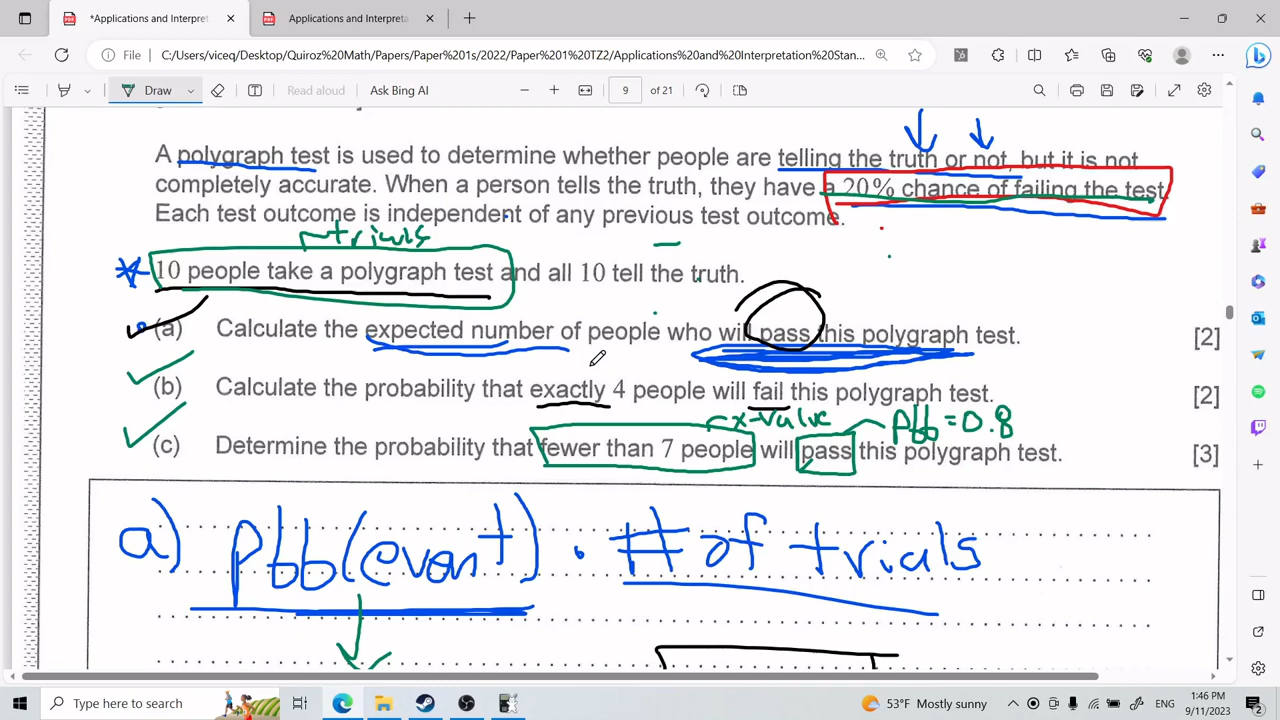 *Applications and Interpret
Applications and Interpreta
File
C:/Users/viceq/Desktop/Quiroz%20Math/Papers/Paper%201s/2022/Paper%201%20TZ2/Applications%20and%20Interpretation%20Stan...
Draw
Read aloud
Ask Bing AI
9
of 21
A polygraph test is used to determine whether people are telling the truth or not, but it is not
completely accurate. When a person tells the truth, they have a 20% chance of failing the test.
Each test outcome is independent of any previous test outcome.
trials
10 people take a polygraph test and all 10 tell the truth.
(a) Calculate the expected number of people who will pass this polygraph test. [2]
(b) Calculate the probability that exactly 4 people will fail this polygraph test. [2]
x-value
pbb = 0.8
(c) Determine the probability that fewer than 7 people will pass this polygraph test. [3]
a) pbb(event) · # of trials
Type here to search
53°F Mostly sunny
ENG
1:46 PM
9/11/2023
2